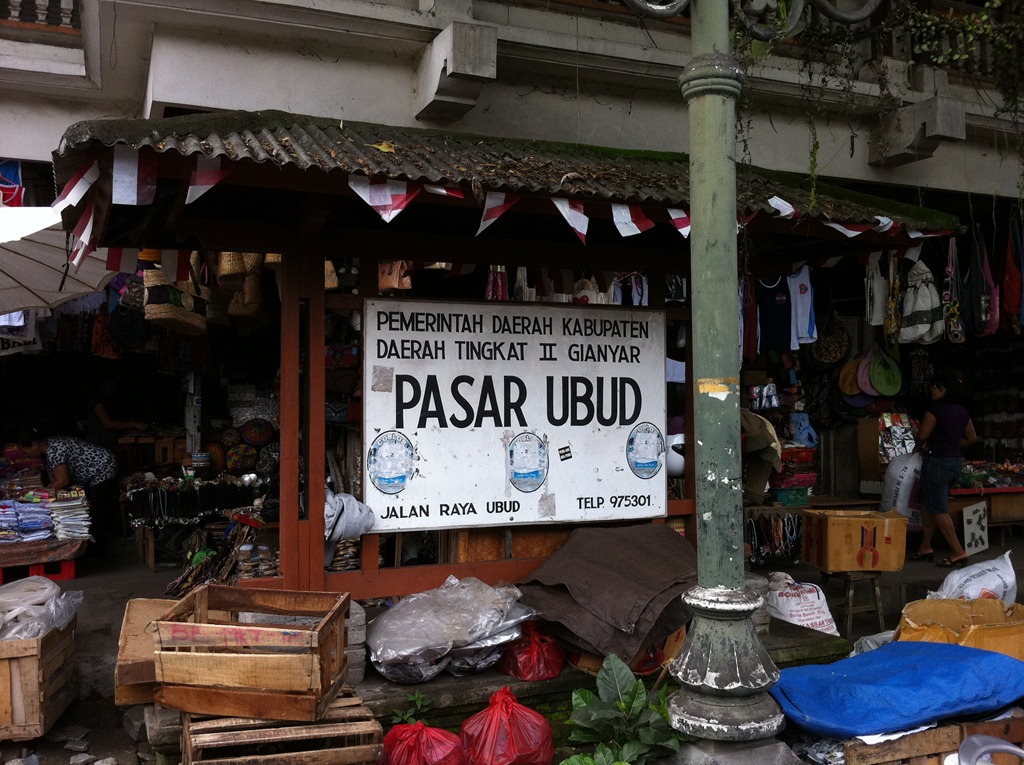 PEMERINTAH DAERAH KABUPATEN
DAERAH TINGKAT II GIANYAR
PASAR UBUD
JALAN RAYA UBUD
TELP. 975301